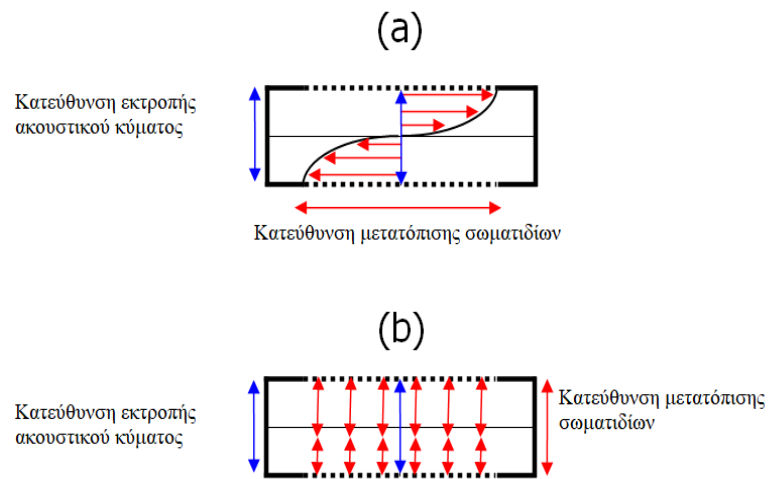 (a)
Κατεύθυνση εκτροπής
ακουστικού κύματος
Κατεύθυνση μετατόπισης σωματιδίων
(b)
Κατεύθυνση εκτροπής
ακουστικού κύματος
Κατεύθυνση μετατόπισης
σωματιδίων